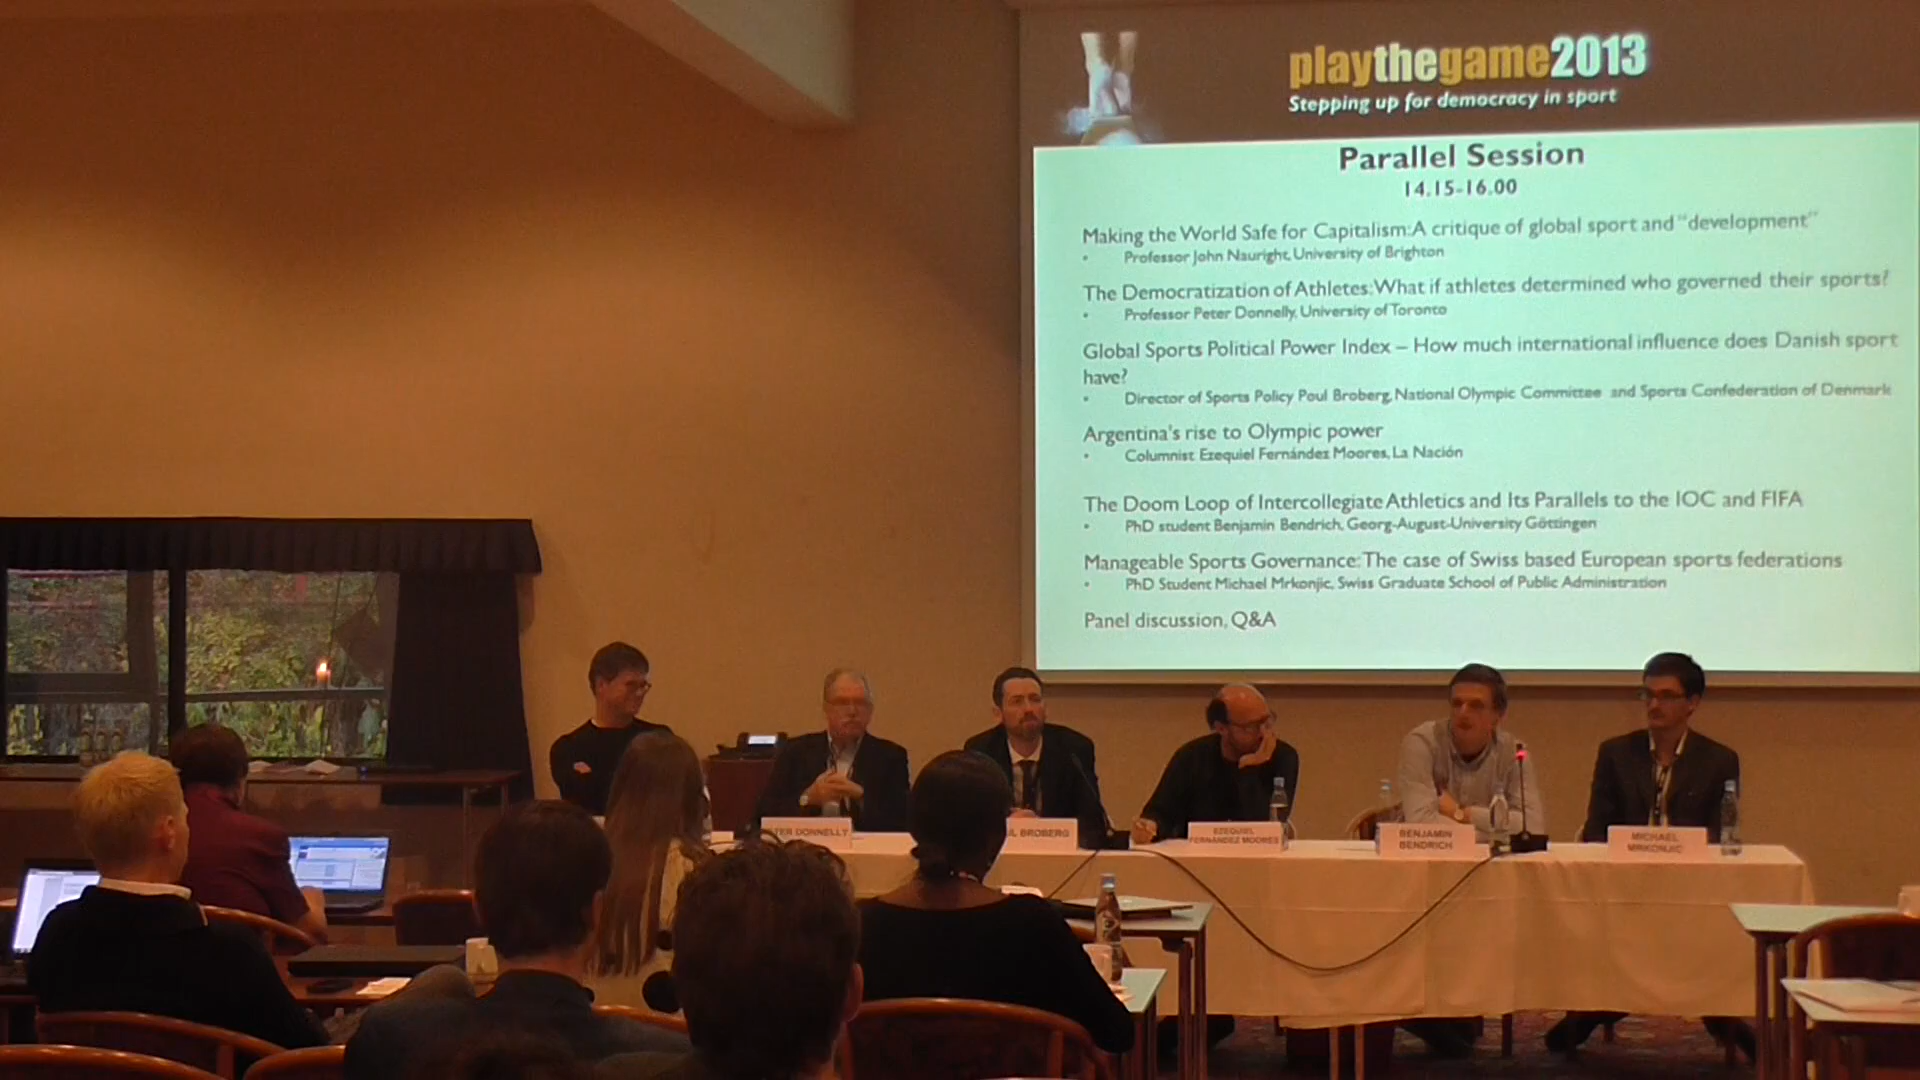 playthegame2013
Stepping up for democracy in sport
Parallel Session
14.15-16.00
Making the World Safe for Capitalism: A critique of global sport and "development"
• Professor John Nauright, University of Brighton
The Democratization of Athletes: What if athletes determined who governed their sports?
• Professor Peter Donnelly, University of Toronto
Global Sports Political Power Index – How much international influence does Danish sport
have?
• Director of Sports Policy Poul Broberg, National Olympic Committee and Sports Confederation of Denmark
Argentina's rise to Olympic power
• Columnist Ezequiel Fernández Moores, La Nación
The Doom Loop of Intercollegiate Athletics and Its Parallels to the IOC and FIFA
• PhD student Benjamin Bendrich, Georg-August-University Göttingen
Manageable Sports Governance: The case of Swiss based European sports federations
• PhD Student Michael Mrkonjic, Swiss Graduate School of Public Administration
Panel discussion, Q&A
TER DONNELLY
L BROBERG
EZEQUIEL
FERNANDEZ MOORES
BENJAMIN
BENDRICH
MICHAEL
MRKONJIC